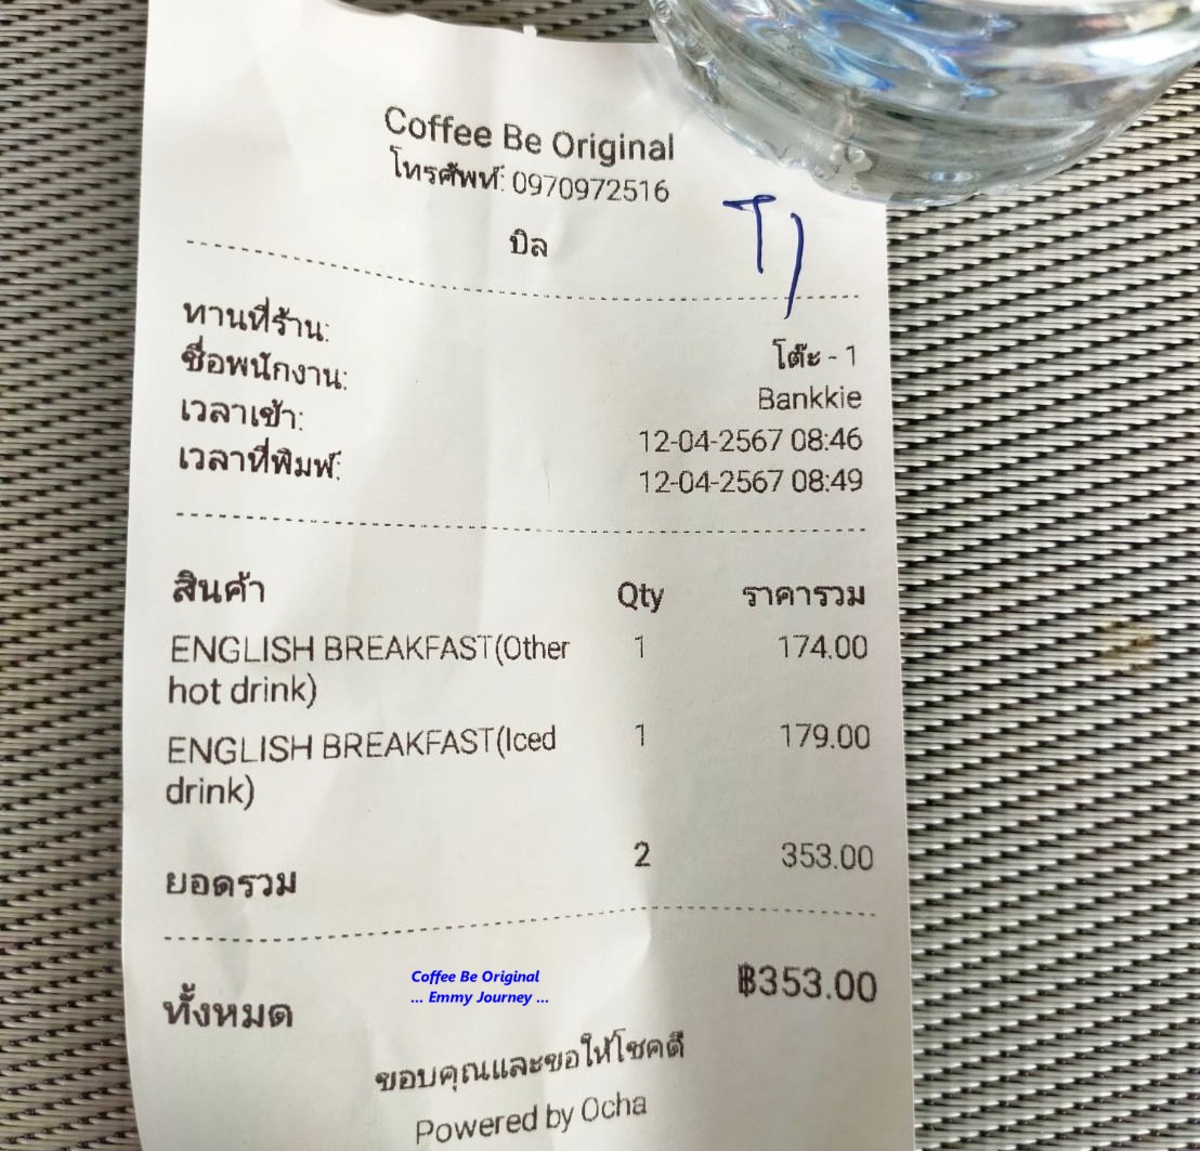 Coffee Be Original
โทรศัพท์: 0970972516
T1
บิล
ทานที่ร้าน: โต๊ะ - 1
ชื่อพนักงาน: Bankkie
เวลาเข้า: 12-04-2567 08:46
เวลาที่พิมพ์: 12-04-2567 08:49
สินค้า Qty ราคารวม
ENGLISH BREAKFAST(Other 1 174.00
hot drink)
ENGLISH BREAKFAST(Iced 1 179.00
drink)
ยอดรวม 2 353.00
Coffee Be Original
... Emmy Journey ...
ทั้งหมด ฿353.00
ขอบคุณและขอให้โชคดี
Powered by Ocha